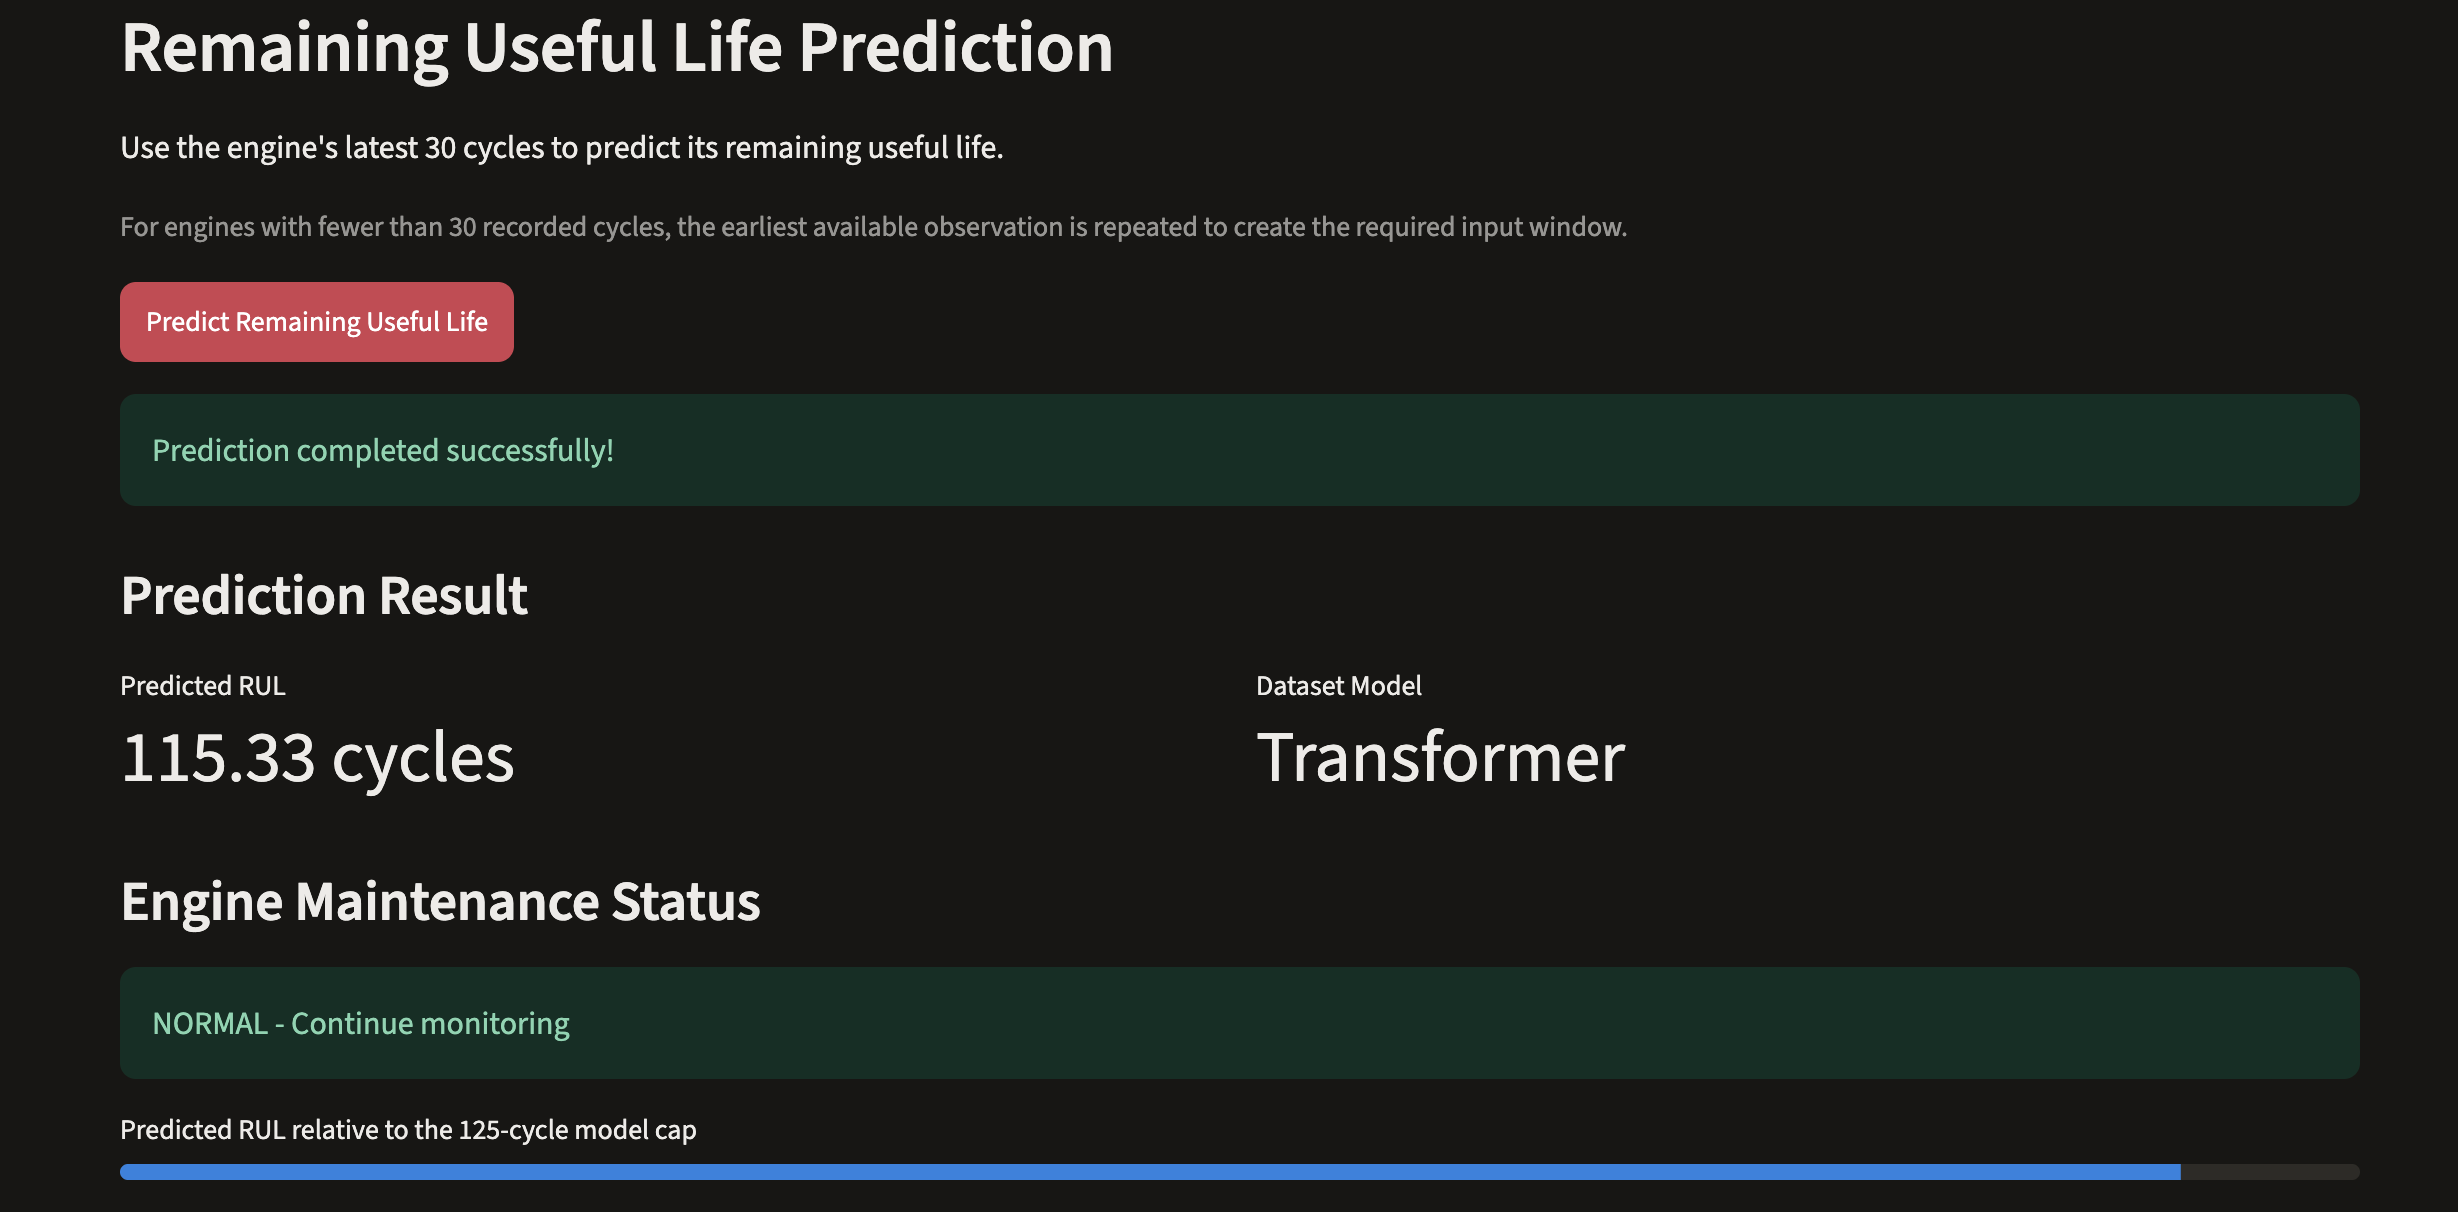 Remaining Useful Life Prediction
Use the engine's latest 30 cycles to predict its remaining useful life.
For engines with fewer than 30 recorded cycles, the earliest available observation is repeated to create the required input window.
Predict Remaining Useful Life
Prediction completed successfully!
Prediction Result
Predicted RUL
115.33 cycles
Dataset Model
Transformer
Engine Maintenance Status
NORMAL - Continue monitoring
Predicted RUL relative to the 125-cycle model cap